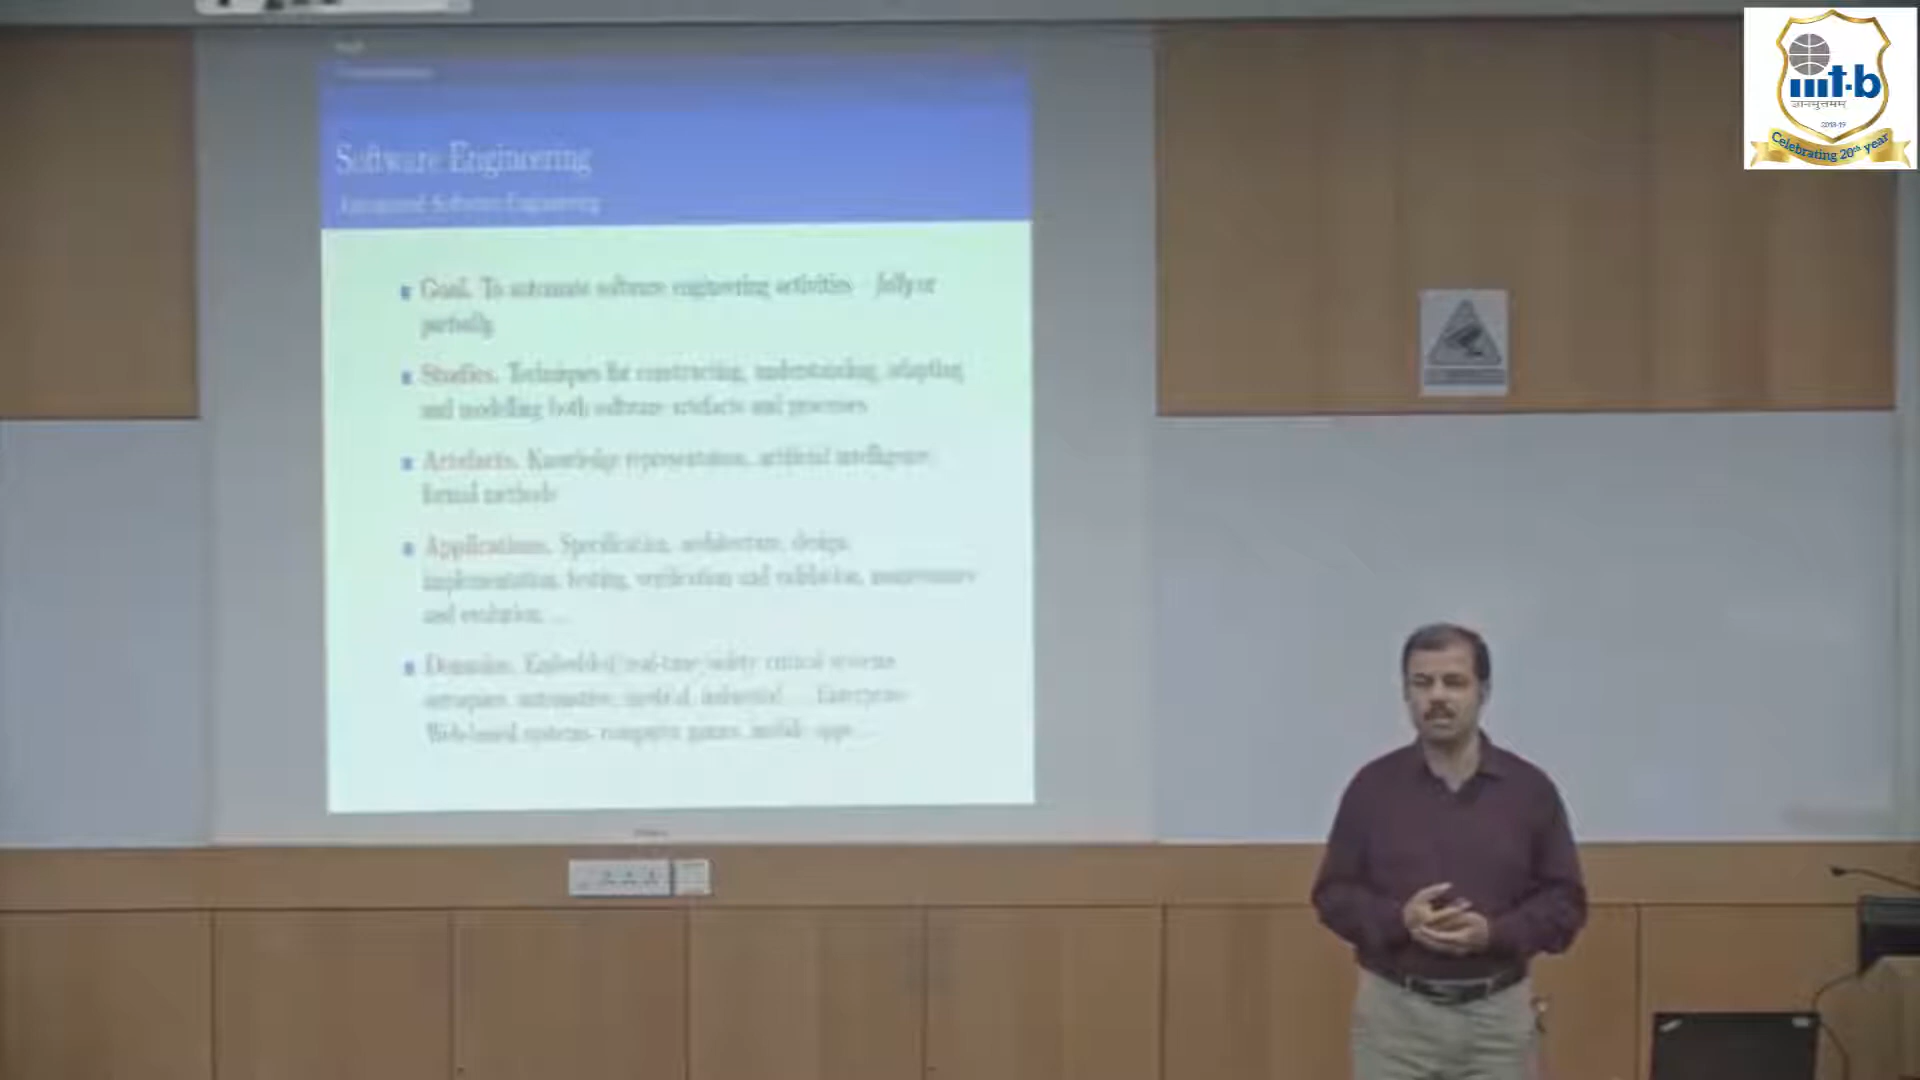 Software Engineering
Automated Software Engineering
Goal. To automate software engineering activities - fully or
partially.
Studies. Techniques for constructing, understanding, adapting
and modelling both software artefacts and processes
Artefacts. Knowledge representation, artificial intelligence,
formal methods
Applications. Specification, architecture, design,
implementation, testing, verification and validation, maintenance
and evolution, ...
Domains. Embedded/real-time/safety critical systems
aerospace, automotive, medical, industrial ... Enterprise
Web-based systems, computer games, mobile apps ...
iiit-b
ज्ञानमुत्तमम्
2018-19
Celebrating 20th year